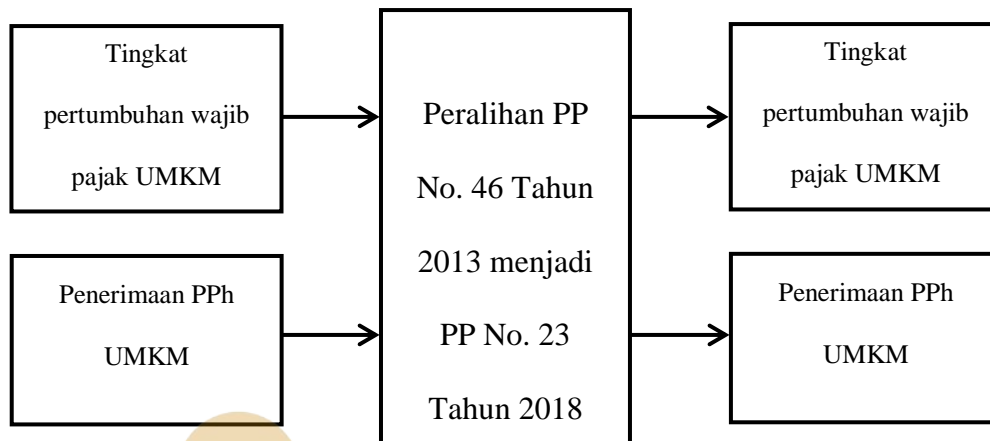 Tingkat
pertumbuhan wajib
pajak UMKM
Penerimaan PPh
UMKM
Peralihan PP
No. 46 Tahun
2013 menjadi
PP No. 23
Tahun 2018
Tingkat
pertumbuhan wajib
pajak UMKM
Penerimaan PPh
UMKM